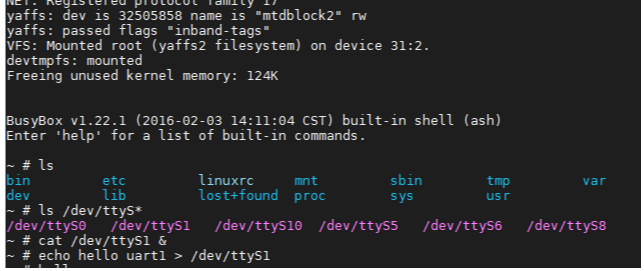 NET: Registered protocol family 17
yaffs: dev is 32505858 name is "mtdblock2" rw
yaffs: passed flags "inband-tags"
VFS: Mounted root (yaffs2 filesystem) on device 31:2.
devtmpfs: mounted
Freeing unused kernel memory: 124K
BusyBox v1.22.1 (2016-02-03 14:11:04 CST) built-in shell (ash)
Enter 'help' for a list of built-in commands.
~ # ls
bin etc linuxrc mnt sbin tmp var
dev lib lost+found proc sys usr
~ # ls /dev/ttyS*
/dev/ttyS0 /dev/ttyS1 /dev/ttyS10 /dev/ttyS5 /dev/ttyS6 /dev/ttyS8
~ # cat /dev/ttyS1 &
~ # echo hello uart1 > /dev/ttyS1